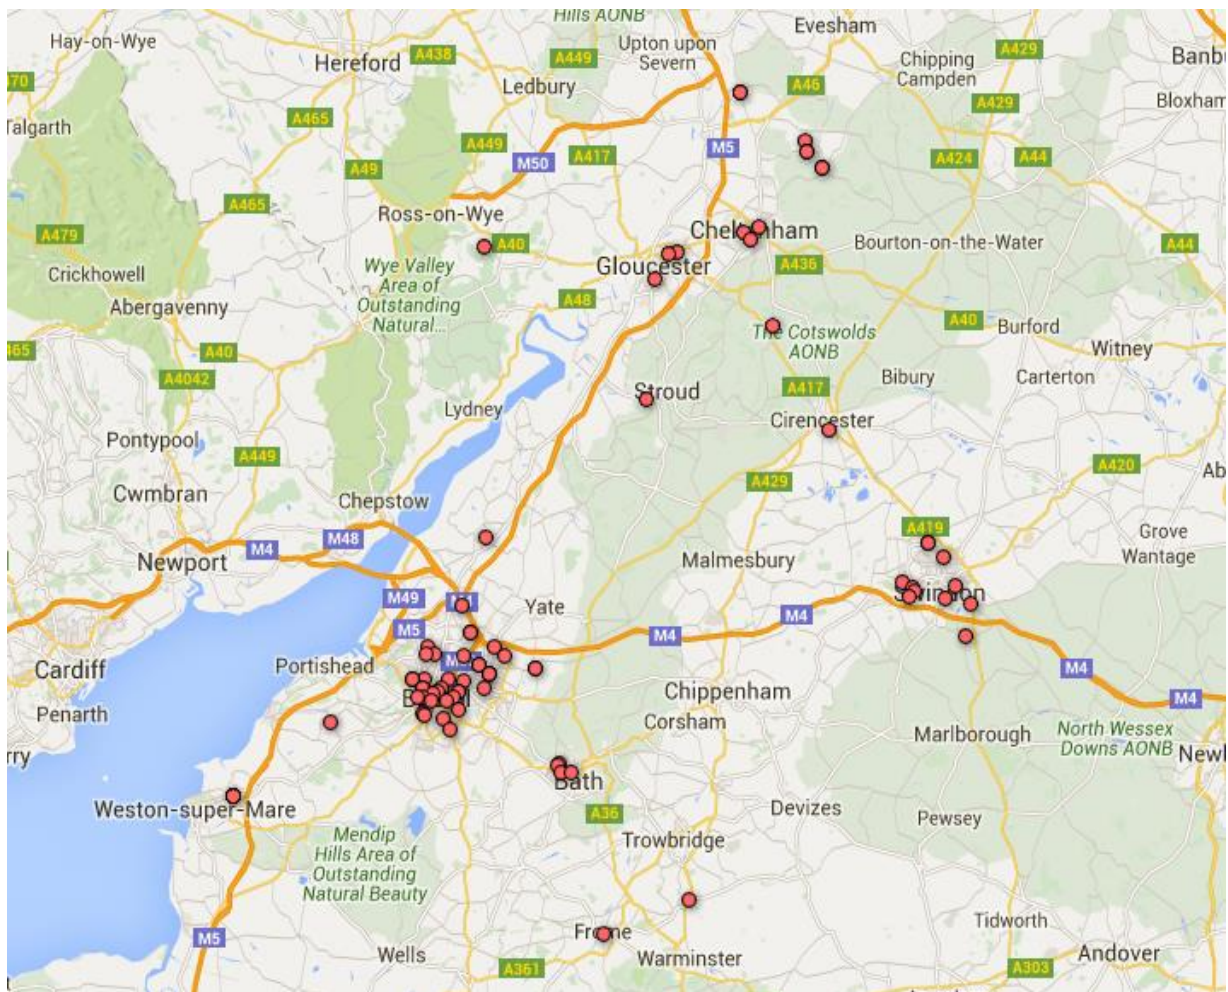 Hills AONB
Evesham
Hay-on-Wye
Upton upon
Severn
A429
Hereford
A438
A449
Chipping
Campden
Ledbury
A46
A465
A429
Bloxham
A449
A417
M50
M5
A424
A44
A49
A465
Ross-on-Wye
A479
A40
Cheltenham
Bourton-on-the-Water
A44
Crickhowell
Wye Valley
Area of
Outstanding
Natural...
Gloucester
A436
Abergavenny
A48
A40
Burford
The Cotswolds
AONB
A40
Witney
A4042
Stroud
A417
Bibury
Carterton
Lydney
Cirencester
Pontypool
A449
A420
Ab
Cwmbran
A429
Chepstow
A419
Grove
Wantage
M48
M4
Newport
Malmesbury
Swindon
M49
Yate
M4
M5
M4
Portishead
M4
Cardiff
M4
Chippenham
Penarth
Corsham
Marlborough
North Wessex
Downs AONB
Bath
Weston-super-Mare
A36
Devizes
Pewsey
Mendip
Hills Area of
Outstanding
Natural Beauty
Trowbridge
Tidworth
M5
Frome
Wells
A361
Warminster
A303
Andover